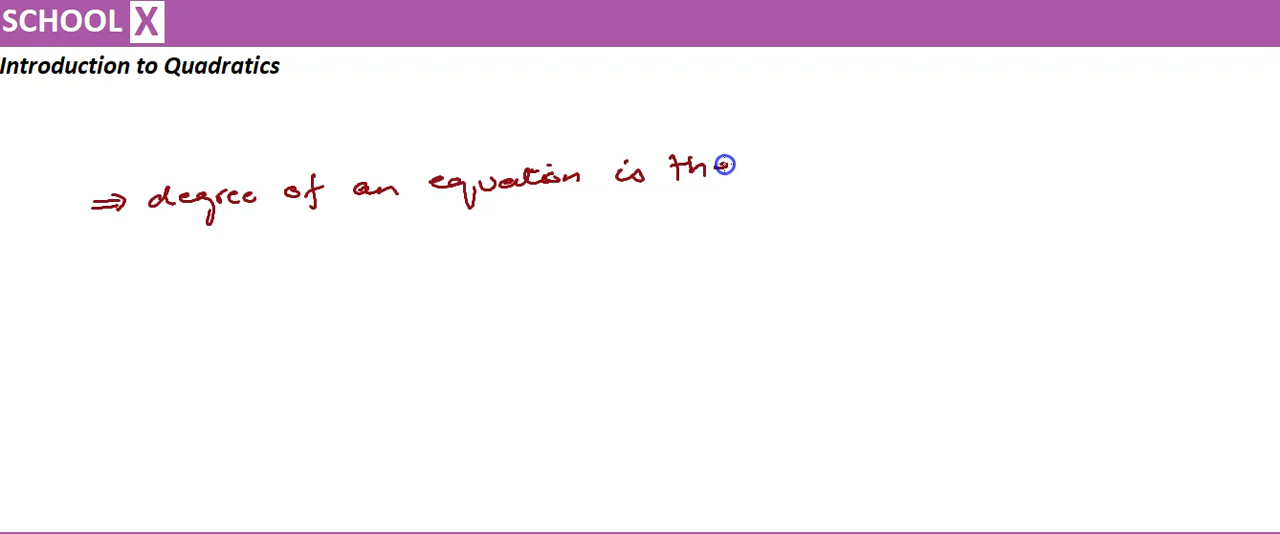 SCHOOL X
Introduction to Quadratics
⇒ degree of an equation is the